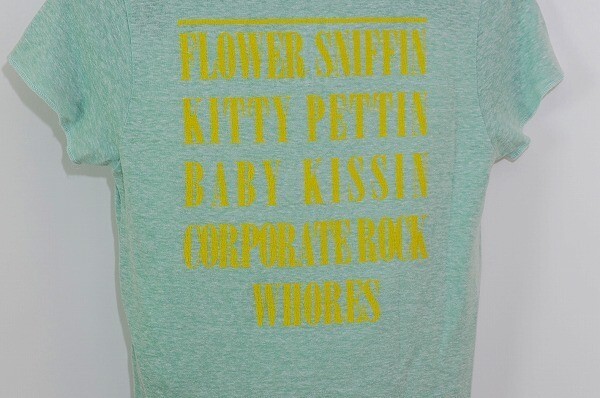 FLOWER SNIFFIN
KITTY PETTIN
BABY KISSIN
CORPORATE ROCK
WHORES